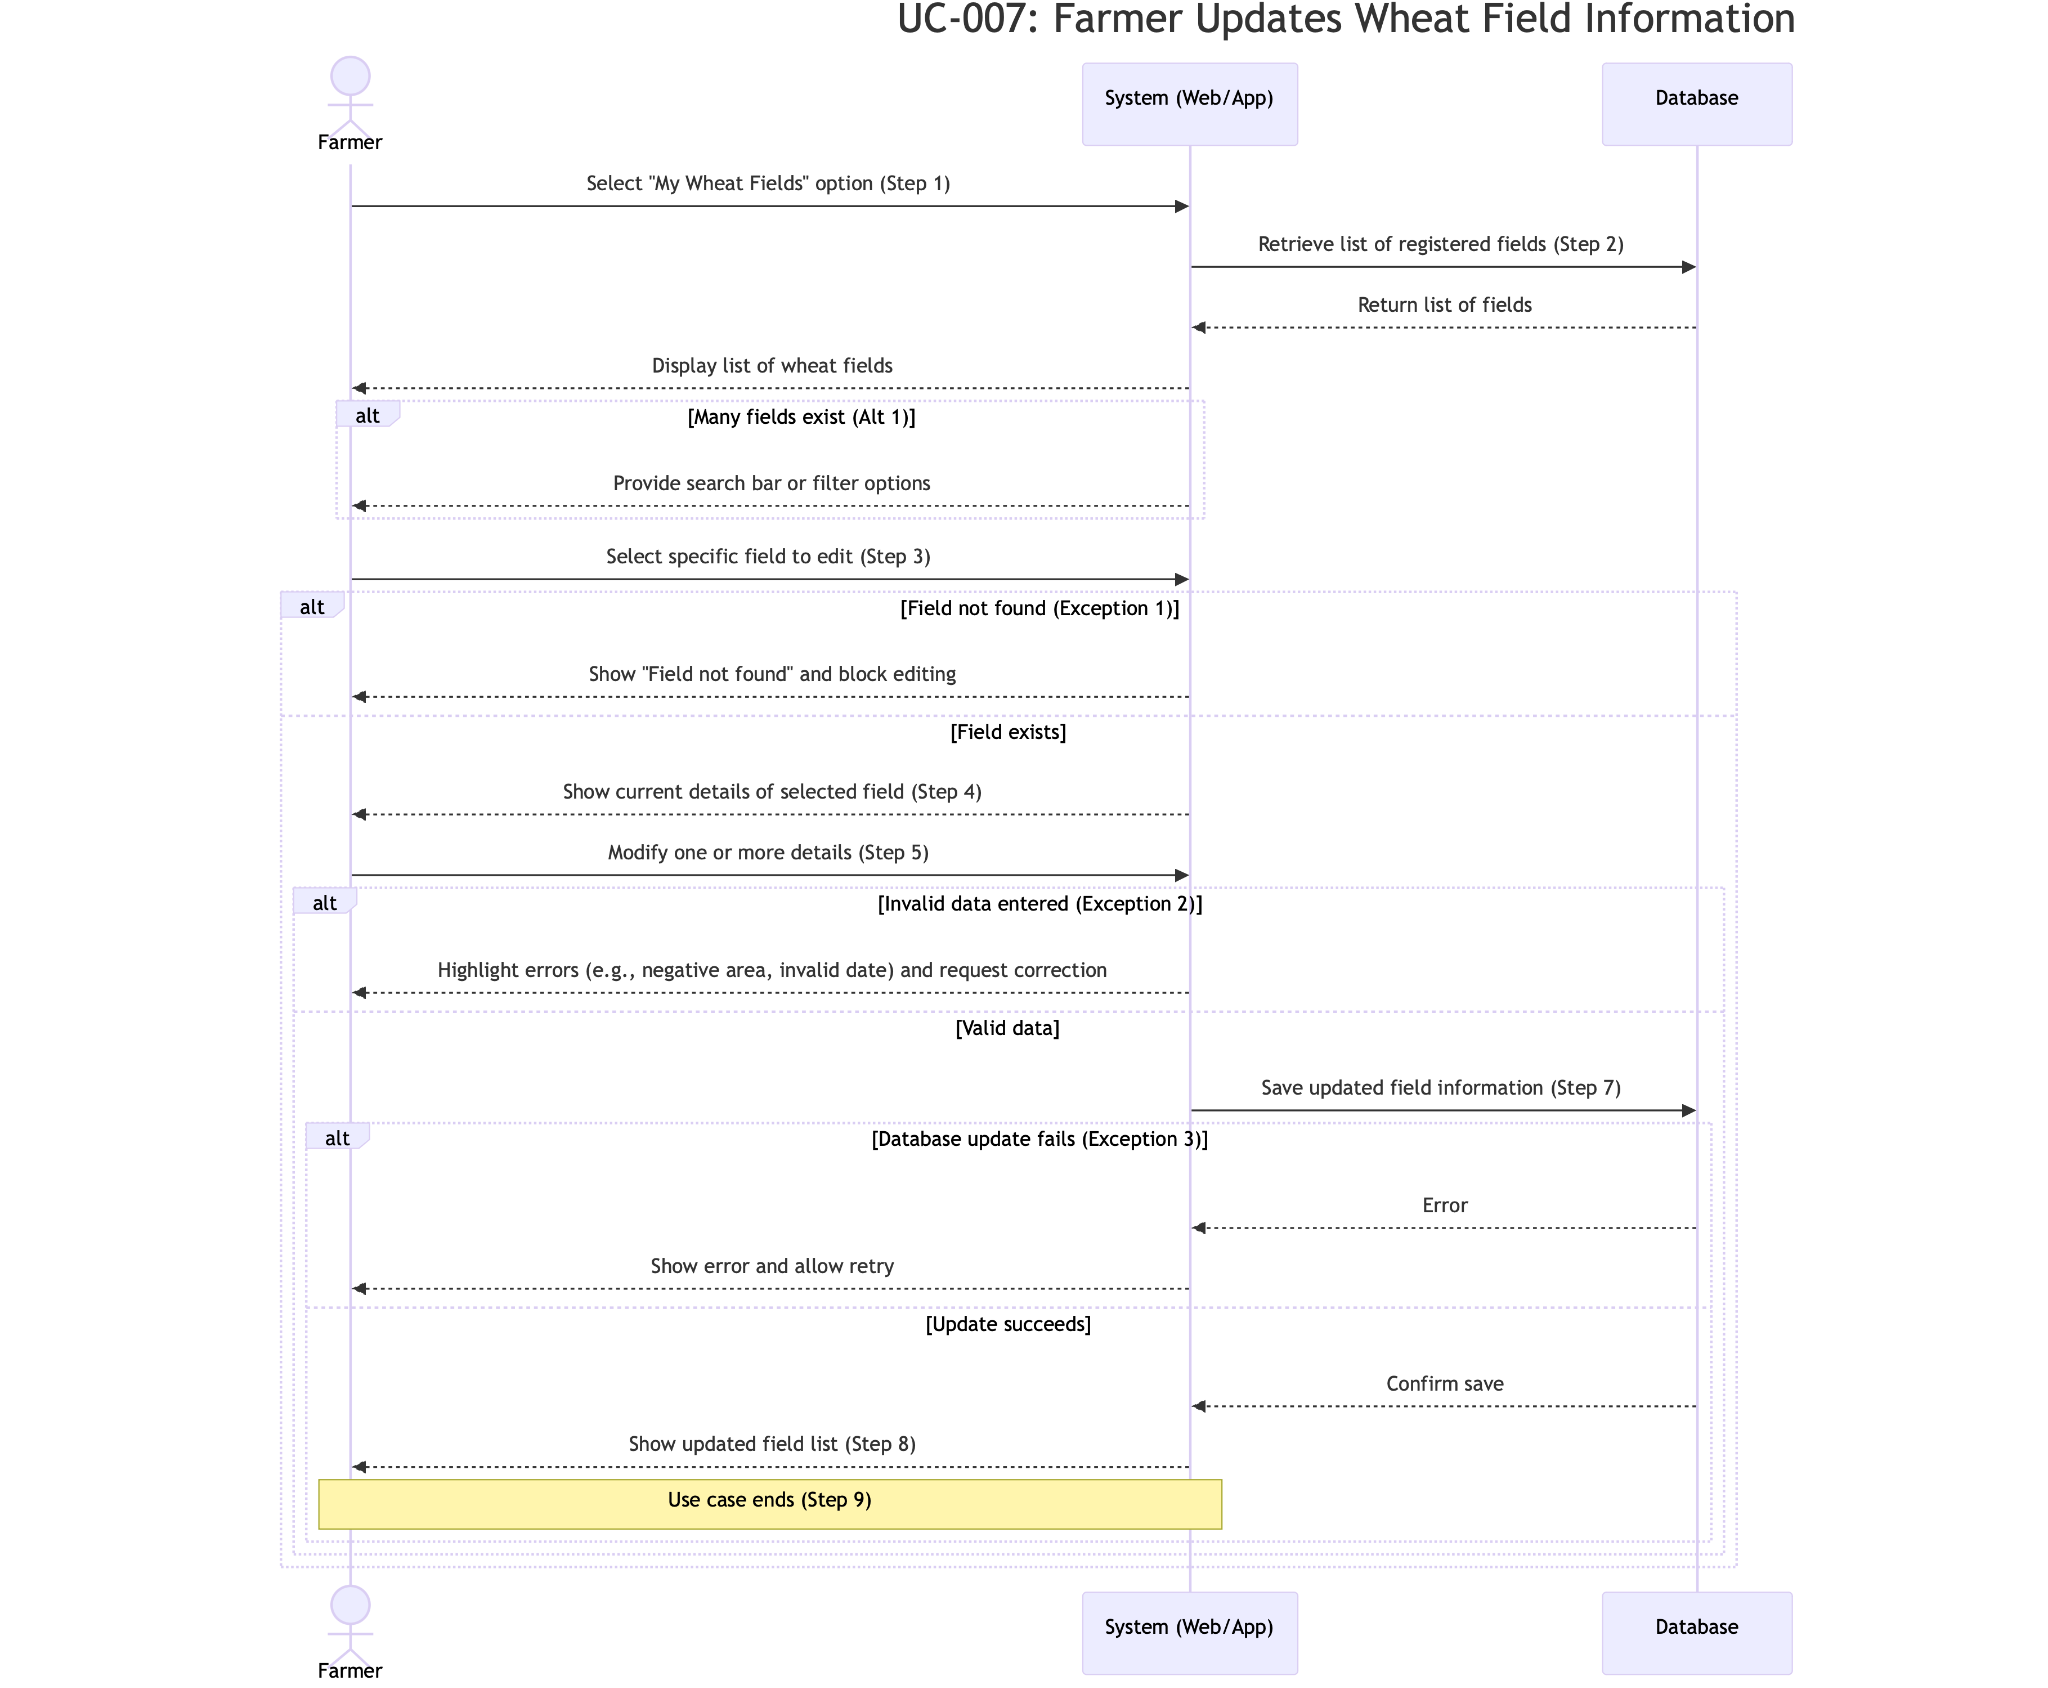 UC-007: Farmer Updates Wheat Field Information
Farmer
System (Web/App)
Database
Select "My Wheat Fields" option (Step 1)
Retrieve list of registered fields (Step 2)
Return list of fields
Display list of wheat fields
alt
[Many fields exist (Alt 1)]
Provide search bar or filter options
Select specific field to edit (Step 3)
alt
[Field not found (Exception 1)]
Show "Field not found" and block editing
[Field exists]
Show current details of selected field (Step 4)
Modify one or more details (Step 5)
alt
[Invalid data entered (Exception 2)]
Highlight errors (e.g., negative area, invalid date) and request correction
[Valid data]
Save updated field information (Step 7)
alt
[Database update fails (Exception 3)]
Error
Show error and allow retry
[Update succeeds]
Confirm save
Show updated field list (Step 8)
Use case ends (Step 9)
Farmer
System (Web/App)
Database